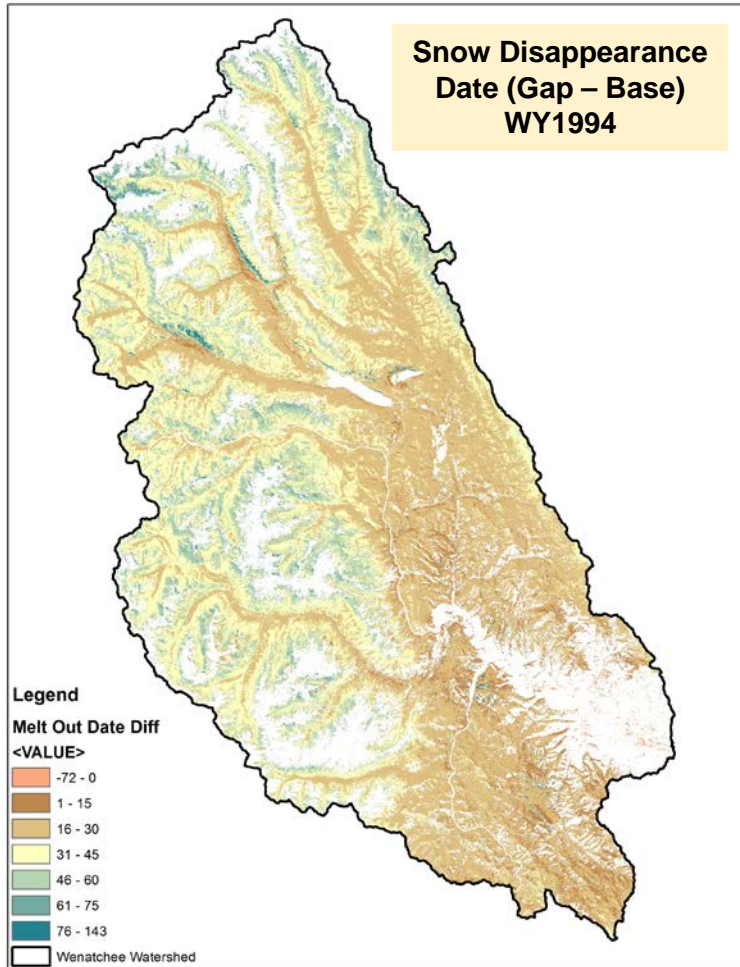 Snow Disappearance
Date (Gap – Base)
WY1994
Legend
Melt Out Date Diff
<VALUE>
-72 - 0
1 - 15
16 - 30
31 - 45
46 - 60
61 - 75
76 - 143
Wenatchee Watershed